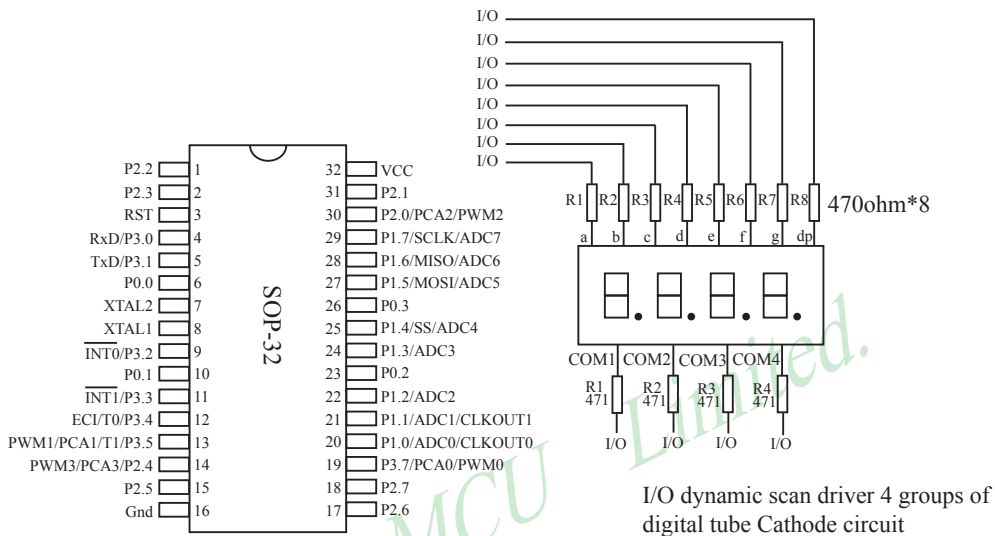 I/O
I/O
I/O
I/O
I/O
I/O
I/O
I/O
R1 R2 R3 R4 R5 R6 R7 R8 470ohm*8
a b c d e f g dp
COM1 COM2 COM3 COM4
R1 471 R2 471 R3 471 R4 471
I/O I/O I/O I/O
I/O dynamic scan driver 4 groups of
digital tube Cathode circuit
P2.2 1 32 VCC
P2.3 2 31 P2.1
RST 3 30 P2.0/PCA2/PWM2
RxD/P3.0 4 29 P1.7/SCLK/ADC7
TxD/P3.1 5 28 P1.6/MISO/ADC6
P0.0 6 27 P1.5/MOSI/ADC5
XTAL2 7 26 P0.3
XTAL1 8 25 P1.4/SS/ADC4
INT0/P3.2 9 24 P1.3/ADC3
P0.1 10 23 P0.2
INT1/P3.3 11 22 P1.2/ADC2
ECI/T0/P3.4 12 21 P1.1/ADC1/CLKOUT1
PWM1/PCA1/T1/P3.5 13 20 P1.0/ADC0/CLKOUT0
PWM3/PCA3/P2.4 14 19 P3.7/PCA0/PWM0
P2.5 15 18 P2.7
Gnd 16 17 P2.6
SOP-32
MCU Limited.